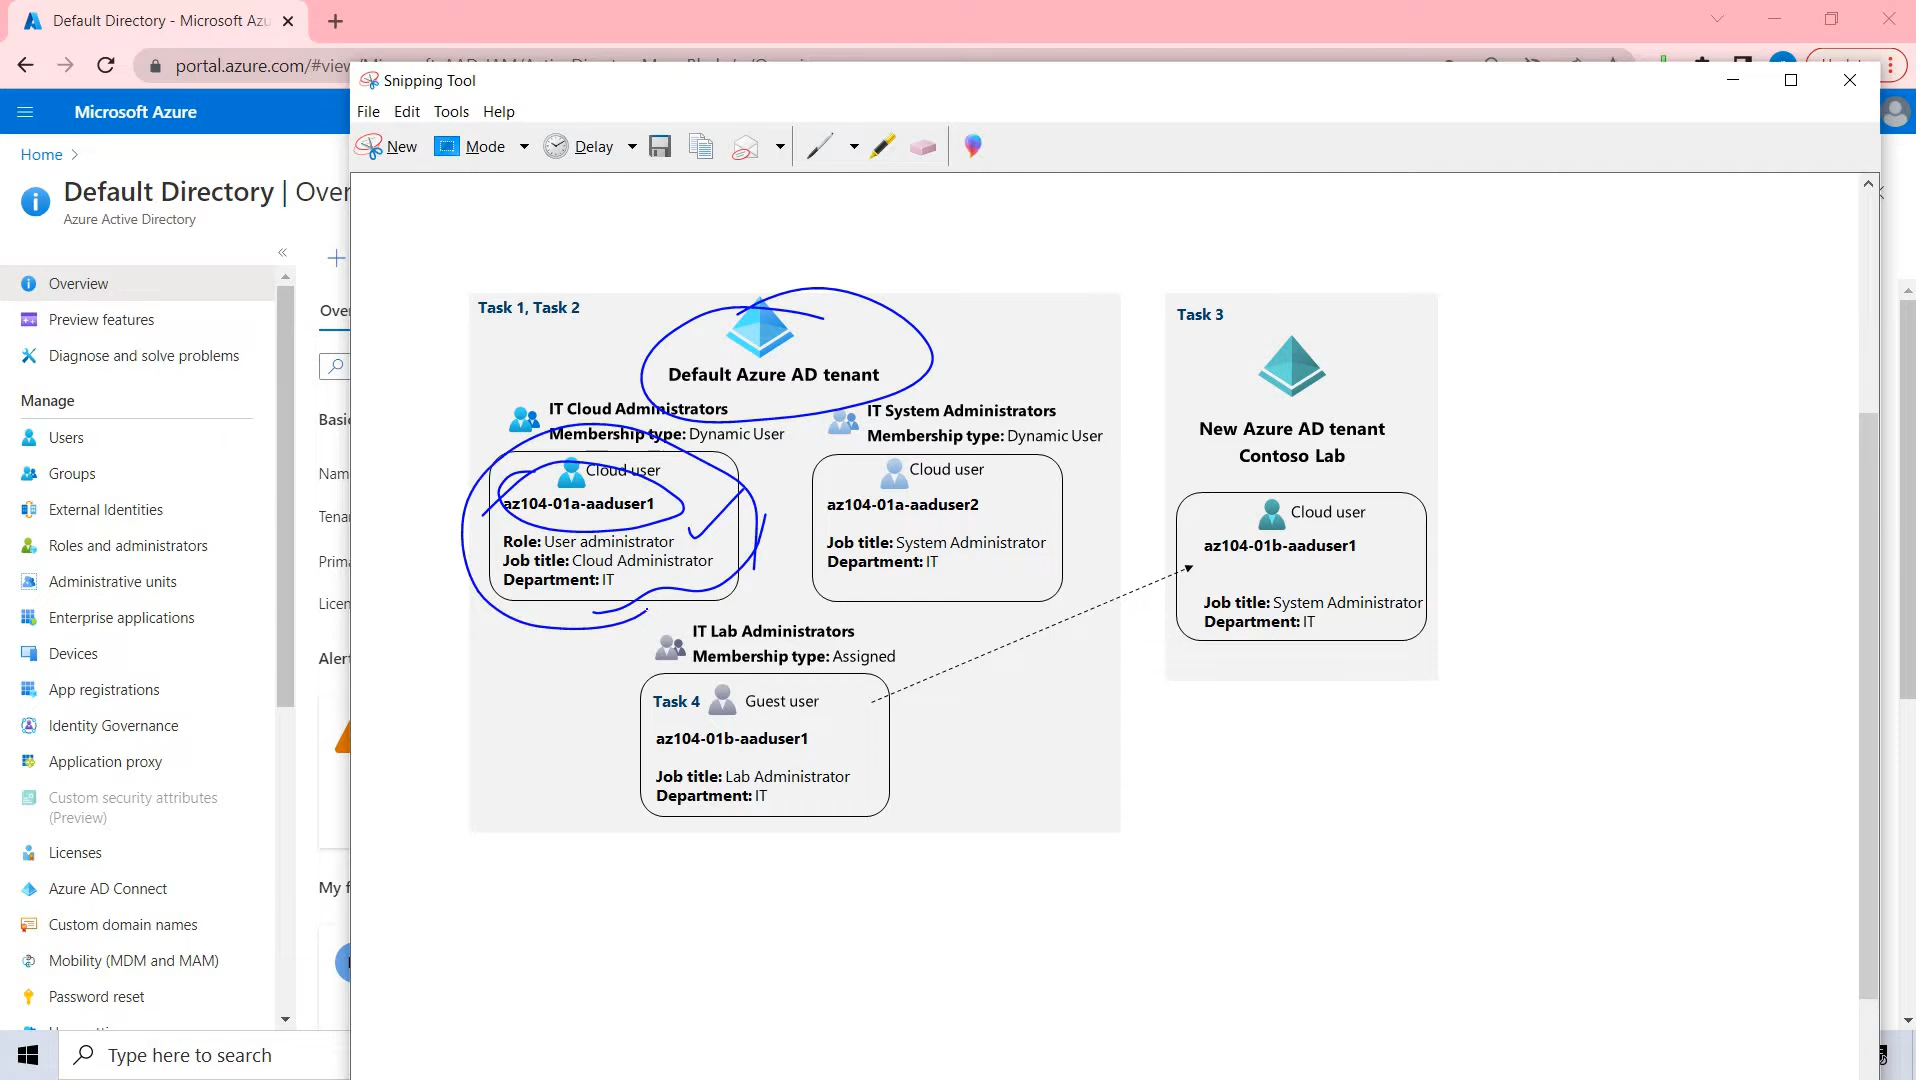 Default Directory - Microsoft Azu
portal.azure.com/#view
Microsoft Azure
Home
Default Directory | Over
Azure Active Directory
Overview
Preview features
Diagnose and solve problems
Manage
Users
Groups
External Identities
Roles and administrators
Administrative units
Enterprise applications
Devices
App registrations
Identity Governance
Application proxy
Custom security attributes
(Preview)
Licenses
Azure AD Connect
Custom domain names
Mobility (MDM and MAM)
Password reset
Over
Basic
Nam
Tenan
Prima
Licen
Alert
My f
Snipping Tool
File Edit Tools Help
New Mode Delay
Task 1, Task 2
Default Azure AD tenant
IT Cloud Administrators
Membership type: Dynamic User
Cloud user
az104-01a-aaduser1
Role: User administrator
Job title: Cloud Administrator
Department: IT
IT System Administrators
Membership type: Dynamic User
Cloud user
az104-01a-aaduser2
Job title: System Administrator
Department: IT
IT Lab Administrators
Membership type: Assigned
Task 4 Guest user
az104-01b-aaduser1
Job title: Lab Administrator
Department: IT
Task 3
New Azure AD tenant
Contoso Lab
Cloud user
az104-01b-aaduser1
Job title: System Administrator
Department: IT
Type here to search